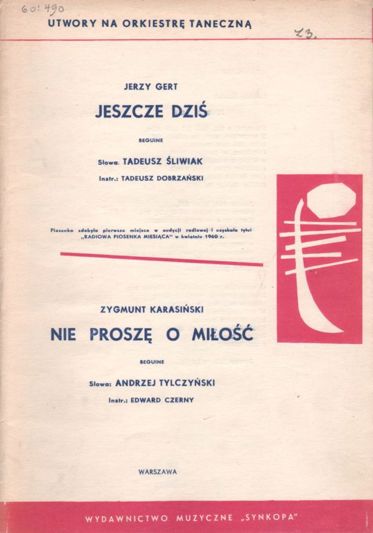 60:490
UTWORY NA ORKIESTRĘ TANECZNĄ
Z3.
JERZY GERT
JESZCZE DZIŚ
BEGUINE
Słowa: TADEUSZ ŚLIWIAK
Instr.: TADEUSZ DOBRZAŃSKI
Piosenka zdobyła pierwsze miejsce w audycji radiowej i uzyskała tytuł
„RADIOWA PIOSENKA MIESIĄCA” w kwietniu 1960 r.
ZYGMUNT KARASIŃSKI
NIE PROSZĘ O MIŁOŚĆ
BEGUINE
Słowa: ANDRZEJ TYLCZYŃSKI
Instr.: EDWARD CZERNY
WARSZAWA
WYDAWNICTWO MUZYCZNE „SYNKOPA”